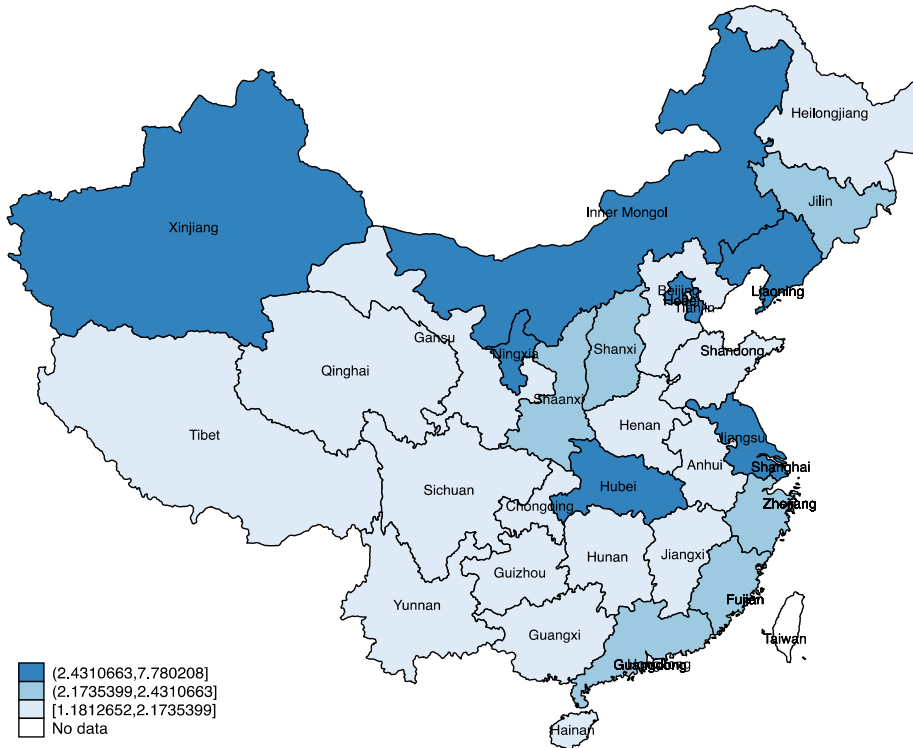 Heilongjiang
Jilin
Inner Mongol
Xinjiang
Beijing
Tianjin
Liaoning
Gansu
Ningxia
Shanxi
Shandong
Qinghai
Shaanxi
Henan
Tibet
Jiangsu
Anhui
Shanghai
Sichuan
Hubei
Chongqing
Zhejiang
Hunan
Jiangxi
Guizhou
Yunnan
Fujian
Guangxi
Taiwan
Guangdong
Hainan
(2.4310663,7.780208]
(2.1735399,2.4310663]
[1.1812652,2.1735399]
No data